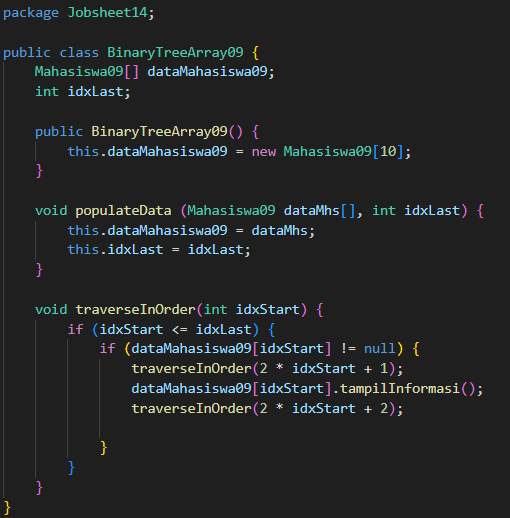 package Jobsheet14;
public class BinaryTreeArray09 {
    Mahasiswa09[] dataMahasiswa09;
    int idxLast;
    public BinaryTreeArray09() {
        this.dataMahasiswa09 = new Mahasiswa09[10];
    }
    void populateData (Mahasiswa09 dataMhs[], int idxLast) {
        this.dataMahasiswa09 = dataMhs;
        this.idxLast = idxLast;
    }
    void traverseInOrder(int idxStart) {
        if (idxStart <= idxLast) {
            if (dataMahasiswa09[idxStart] != null) {
                traverseInOrder(2 * idxStart + 1);
                dataMahasiswa09[idxStart].tampilInformasi();
                traverseInOrder(2 * idxStart + 2);
            }
        }
    }
}